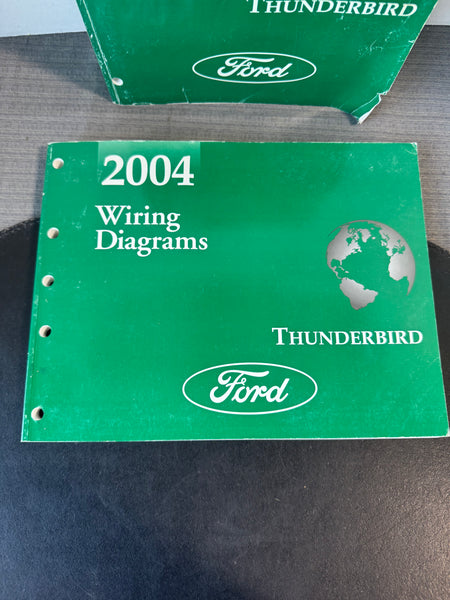 THUNDERBIRD
Ford
2004
Wiring
Diagrams
THUNDERBIRD
Ford